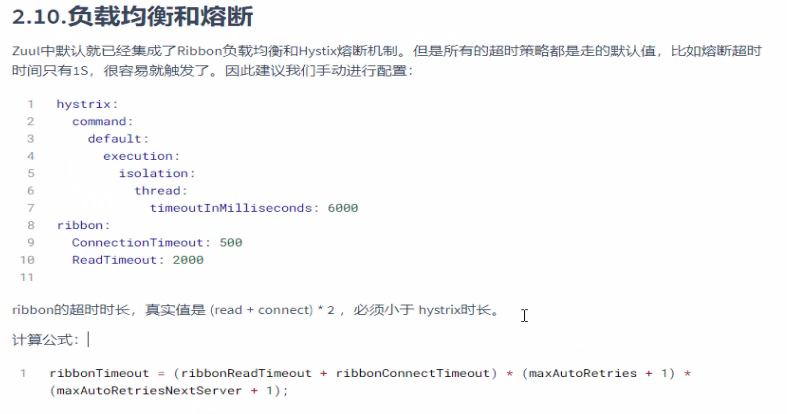 2.10.负载均衡和熔断
Zuul中默认就已经集成了Ribbon负载均衡和Hystix熔断机制。但是所有的超时策略都是走的默认值，比如熔断超时
时间只有1S，很容易就触发了。因此建议我们手动进行配置：
1 hystrix:
2   command:
3     default:
4       execution:
5         isolation:
6           thread:
7             timeoutInMilliseconds: 6000
8 ribbon:
9   ConnectionTimeout: 500
10   ReadTimeout: 2000
11
ribbon的超时时长，真实值是 (read + connect) * 2 ，必须小于 hystrix时长。
计算公式：
1 ribbonTimeout = (ribbonReadTimeout + ribbonConnectTimeout) * (maxAutoRetries + 1) *
(maxAutoRetriesNextServer + 1);